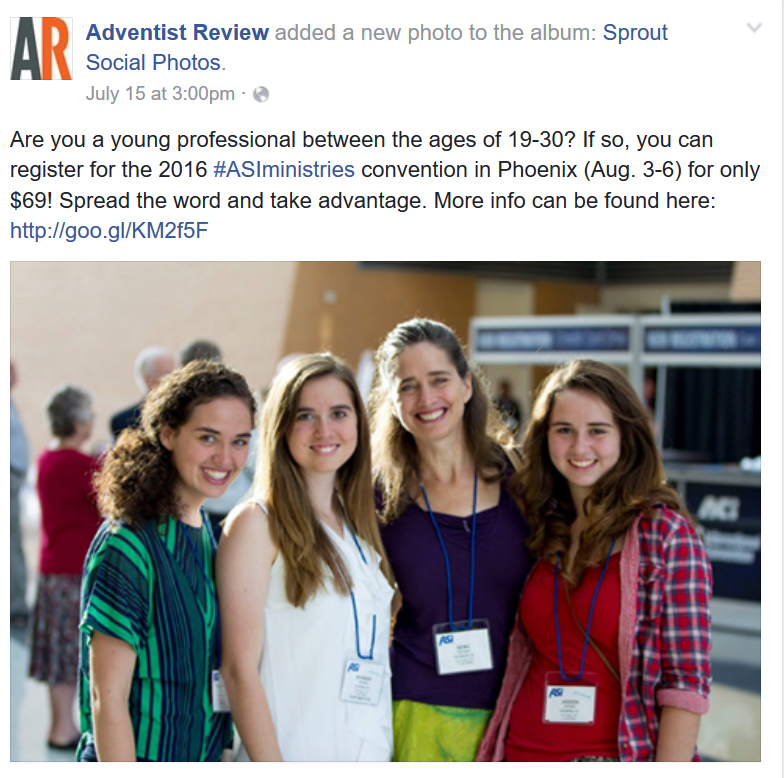 AR
Adventist Review added a new photo to the album: Sprout
Social Photos.
July 15 at 3:00pm ·
Are you a young professional between the ages of 19-30? If so, you can
register for the 2016 #ASIministries convention in Phoenix (Aug. 3-6) for only
$69! Spread the word and take advantage. More info can be found here:
http://goo.gl/KM2f5F
ASi
ASi
ASi